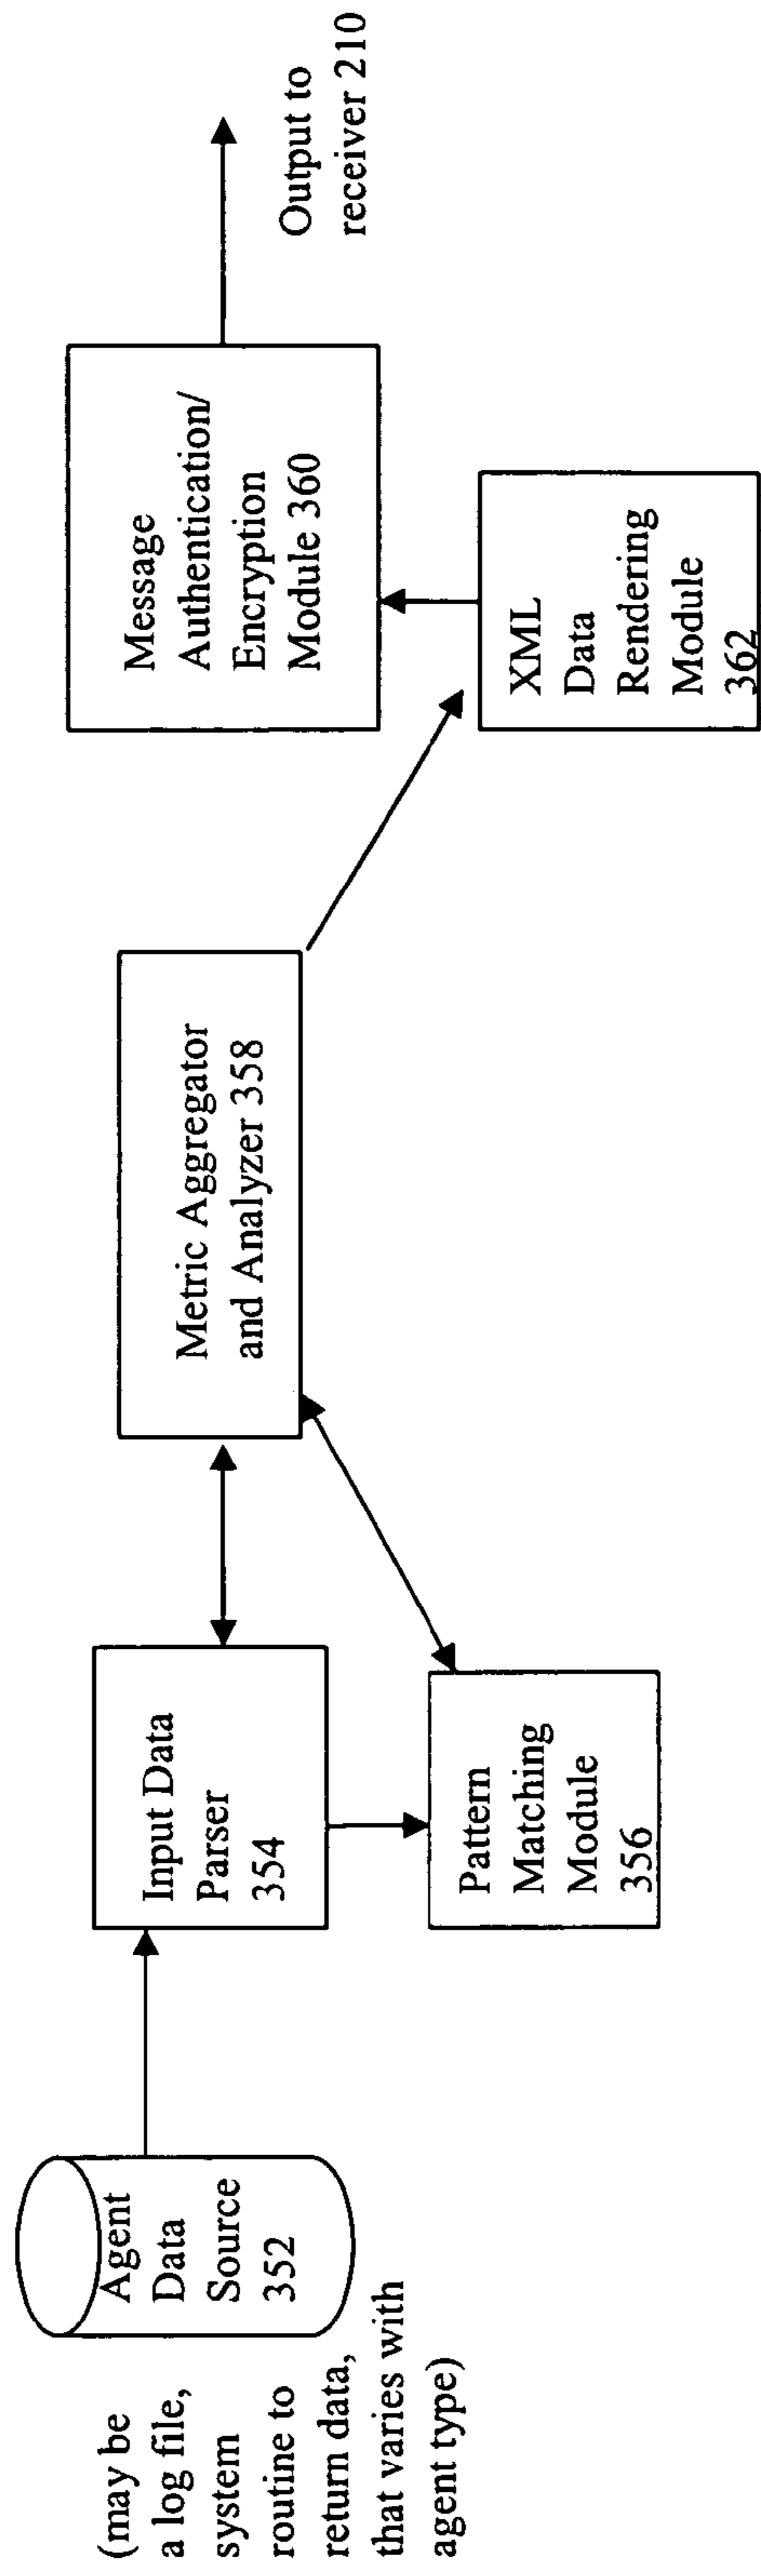 (may be
a log file,
system
routine to
return data,
that varies with
agent type)
Agent
Data
Source
352
Input Data
Parser
354
Pattern
Matching
Module
356
Metric Aggregator
and Analyzer 358
Message
Authentication/
Encryption
Module 360
XML
Data
Rendering
Module
362
Output to
receiver 210